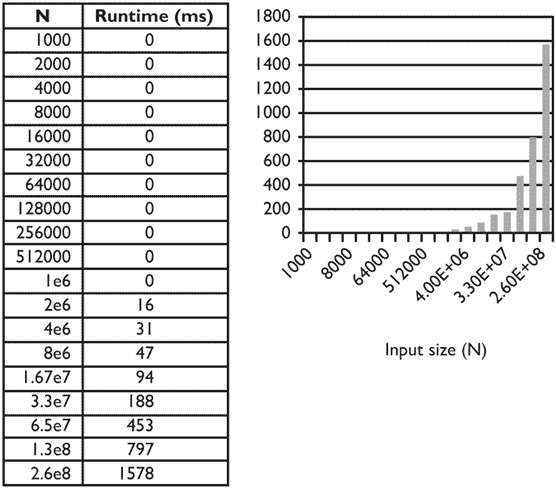 N Runtime (ms)
1000 0
2000 0
4000 0
8000 0
16000 0
32000 0
64000 0
128000 0
256000 0
512000 0
1e6 0
2e6 16
4e6 31
8e6 47
1.67e7 94
3.3e7 188
6.5e7 453
1.3e8 797
2.6e8 1578
1800
1600
1400
1200
1000
800
600
400
200
0
1000
8000
64000
512000
4.00E+06
3.30E+07
2.60E+08
Input size (N)